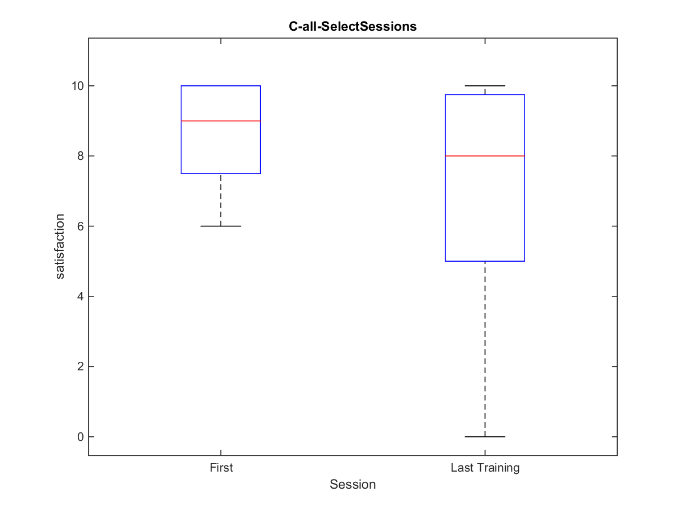 C-all-SelectSessions
10
8
6
4
2
0
satisfaction
First
Last Training
Session